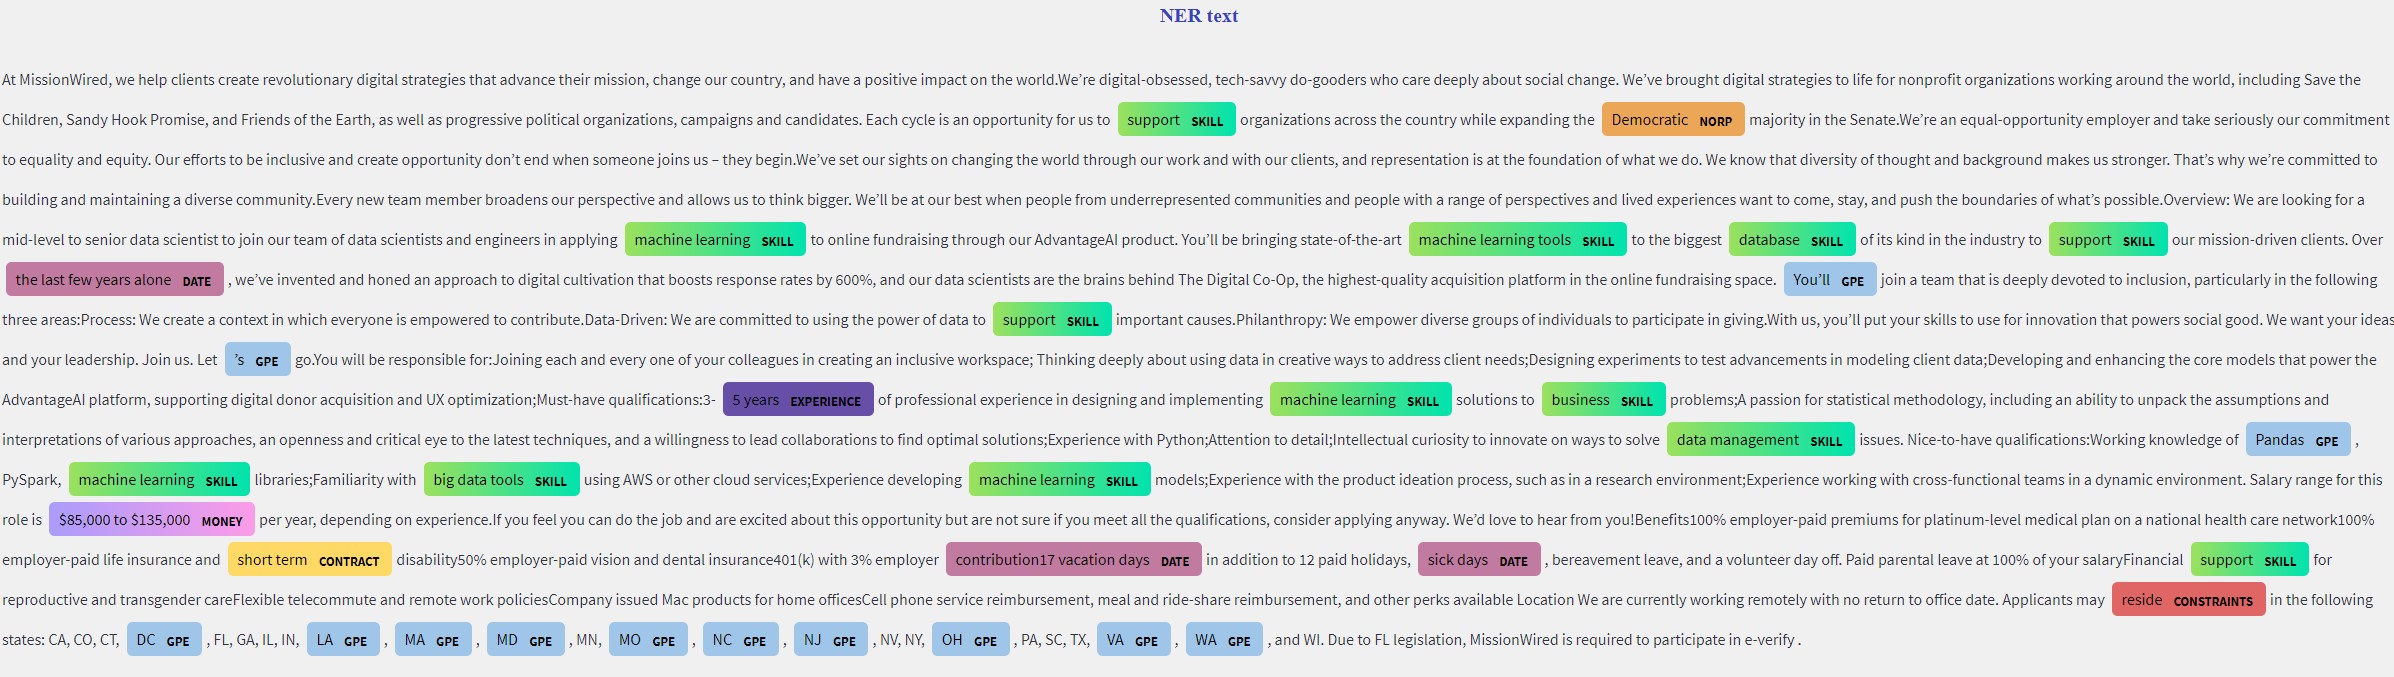 NER text
At MissionWired, we help clients create revolutionary digital strategies that advance their mission, change our country, and have a positive impact on the world.We’re digital-obsessed, tech-savvy do-gooders who care deeply about social change. We’ve brought digital strategies to life for nonprofit organizations working around the world, including Save the
Children, Sandy Hook Promise, and Friends of the Earth, as well as progressive political organizations, campaigns and candidates. Each cycle is an opportunity for us to support SKILL organizations across the country while expanding the Democratic NORP majority in the Senate.We’re an equal-opportunity employer and take seriously our commitment
to equality and equity. Our efforts to be inclusive and create opportunity don’t end when someone joins us – they begin.We’ve set our sights on changing the world through our work and with our clients, and representation is at the foundation of what we do. We know that diversity of thought and background makes us stronger. That’s why we’re committed to
building and maintaining a diverse community.Every new team member broadens our perspective and allows us to think bigger. We’ll be at our best when people from underrepresented communities and people with a range of perspectives and lived experiences want to come, stay, and push the boundaries of what’s possible.Overview: We are looking for a
mid-level to senior data scientist to join our team of data scientists and engineers in applying machine learning SKILL to online fundraising through our AdvantageAI product. You’ll be bringing state-of-the-art machine learning tools SKILL to the biggest database SKILL of its kind in the industry to support SKILL our mission-driven clients. Over
the last few years alone DATE , we’ve invented and honed an approach to digital cultivation that boosts response rates by 600%, and our data scientists are the brains behind The Digital Co-Op, the highest-quality acquisition platform in the online fundraising space. You’ll GPE join a team that is deeply devoted to inclusion, particularly in the following
three areas:Process: We create a context in which everyone is empowered to contribute.Data-Driven: We are committed to using the power of data to support SKILL important causes.Philanthropy: We empower diverse groups of individuals to participate in giving.With us, you’ll put your skills to use for innovation that powers social good. We want your ideas
and your leadership. Join us. Let ’s GPE go.You will be responsible for:Joining each and every one of your colleagues in creating an inclusive workspace; Thinking deeply about using data in creative ways to address client needs;Designing experiments to test advancements in modeling client data;Developing and enhancing the core models that power the
AdvantageAI platform, supporting digital donor acquisition and UX optimization;Must-have qualifications:3- 5 years EXPERIENCE of professional experience in designing and implementing machine learning SKILL solutions to business SKILL problems;A passion for statistical methodology, including an ability to unpack the assumptions and
interpretations of various approaches, an openness and critical eye to the latest techniques, and a willingness to lead collaborations to find optimal solutions;Experience with Python;Attention to detail;Intellectual curiosity to innovate on ways to solve data management SKILL issues. Nice-to-have qualifications:Working knowledge of Pandas GPE ,
PySpark, machine learning SKILL libraries;Familiarity with big data tools SKILL using AWS or other cloud services;Experience developing machine learning SKILL models;Experience with the product ideation process, such as in a research environment;Experience working with cross-functional teams in a dynamic environment. Salary range for this
role is $85,000 to $135,000 MONEY per year, depending on experience.If you feel you can do the job and are excited about this opportunity but are not sure if you meet all the qualifications, consider applying anyway. We’d love to hear from you!Benefits100% employer-paid premiums for platinum-level medical plan on a national health care network100%
employer-paid life insurance and short term CONTRACT disability50% employer-paid vision and dental insurance401(k) with 3% employer contribution17 vacation days DATE in addition to 12 paid holidays, sick days DATE , bereavement leave, and a volunteer day off. Paid parental leave at 100% of your salaryFinancial support SKILL for
reproductive and transgender careFlexible telecommute and remote work policiesCompany issued Mac products for home officesCell phone service reimbursement, meal and ride-share reimbursement, and other perks available Location We are currently working remotely with no return to office date. Applicants may reside CONSTRAINTS in the following
states: CA, CO, CT, DC GPE , FL, GA, IL, IN, LA GPE , MA GPE , MD GPE , MN, MO GPE , NC GPE , NJ GPE , NV, NY, OH GPE , PA, SC, TX, VA GPE , WA GPE , and WI. Due to FL legislation, MissionWired is required to participate in e-verify .